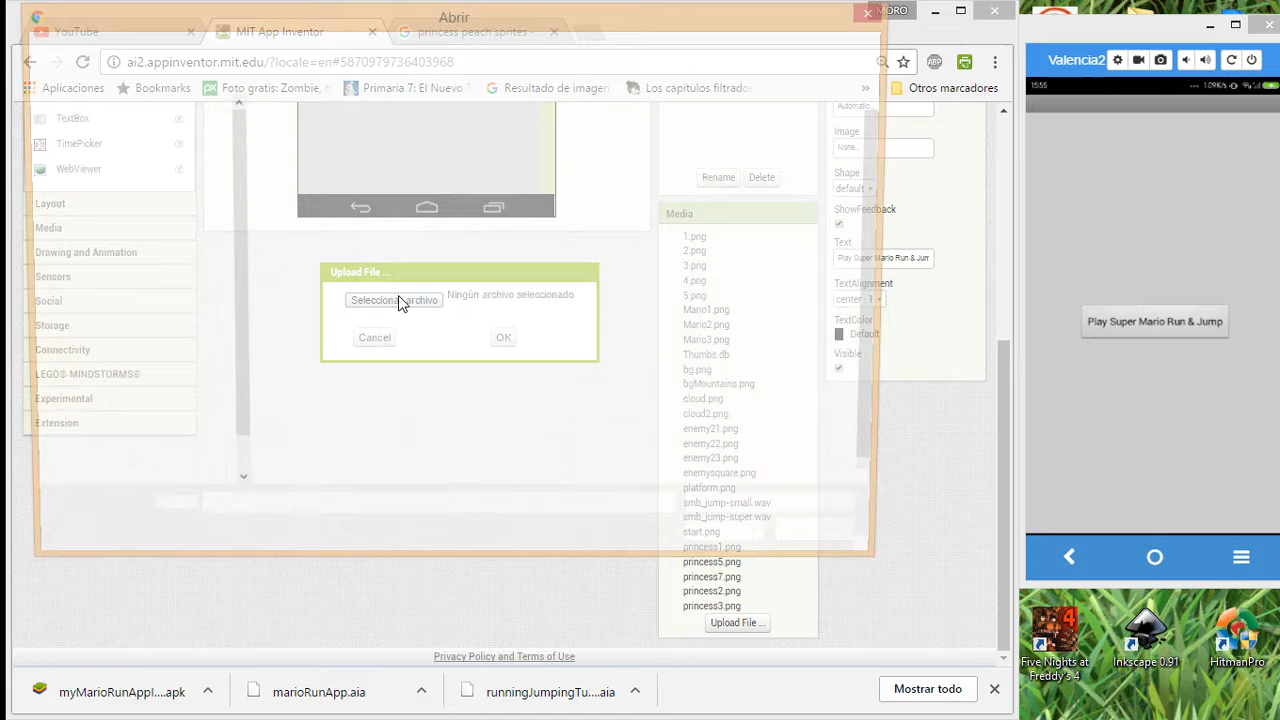 Abrir
MORO
YouTube
MIT App Inventor
princess peach sprites -
ai2.appinventor.mit.edu/?locale=en#5870979736403968
ABP
Aplicaciones
Bookmarks
Foto gratis: Zombie,
Primaria 7: El Nuevo
Tratados imagen
Los capítulos filtrado
»
Otros marcadores
TextBox
TimePicker
WebViewer
Layout
Media
Drawing and Animation
Sensors
Social
Storage
Connectivity
LEGO® MINDSTORMS®
Experimental
Extension
Upload File ...
Seleccionar archivo
Ningún archivo seleccionado
Cancel
OK
Rename
Delete
Media
1.png
2.png
3.png
4.png
5.png
Mario1.png
Mario2.png
Mario3.png
Thumbs.db
bg.png
bgMountains.png
cloud.png
cloud2.png
enemy21.png
enemy22.png
enemy23.png
enemysquare.png
platform.png
smb_jump-small.wav
smb_jump-super.wav
start.png
princess1.png
princess5.png
princess7.png
princess2.png
princess3.png
Upload File ...
Automatic...
Image
None...
Shape
default
ShowFeedback
Text
Play Super Mario Run & Jum
TextAlignment
center : 1
TextColor
Default
Visible
Privacy Policy and Terms of Use
myMarioRunAppI....apk
marioRunApp.aia
runningJumpingTu....aia
Mostrar todo
Valencia2
15:55
Play Super Mario Run & Jump
Five Nights at
Freddy's 4
Inkscape 0.91
HitmanPro